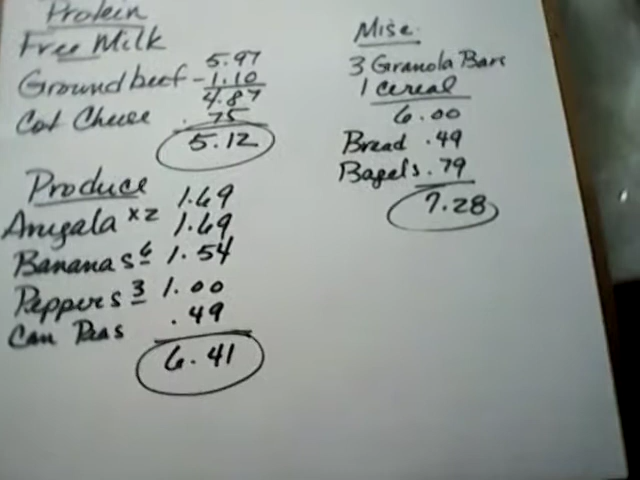 Protein
Free Milk
5.97
Ground beef - 1.10
4.87
Cot Cheese .75
5.12
Produce
1.69
Arugala x2 1.69
Bananas 6 1.54
Peppers 3 1.00
Can Peas .49
6.41
Misc.
3 Granola Bars
1 cereal
6.00
Bread .49
Bagels .79
7.28